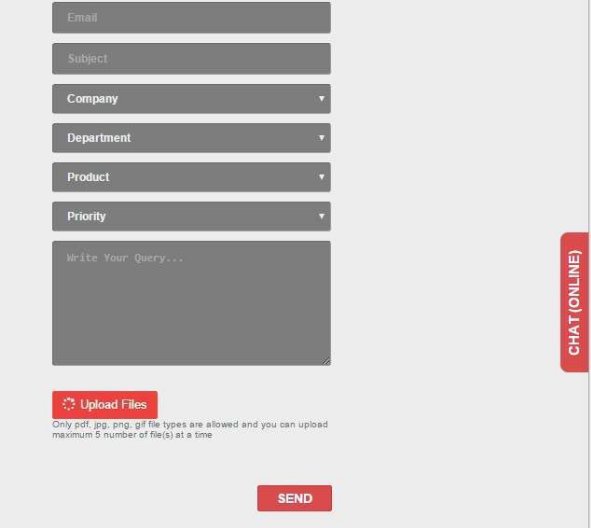 Email
Subject
Company
Department
Product
Priority
Write Your Query...
CHAT(ONLINE)
Upload Files
Only pdf, jpg, png, gif file types are allowed and you can upload
maximum 5 number of file(s) at a time
SEND